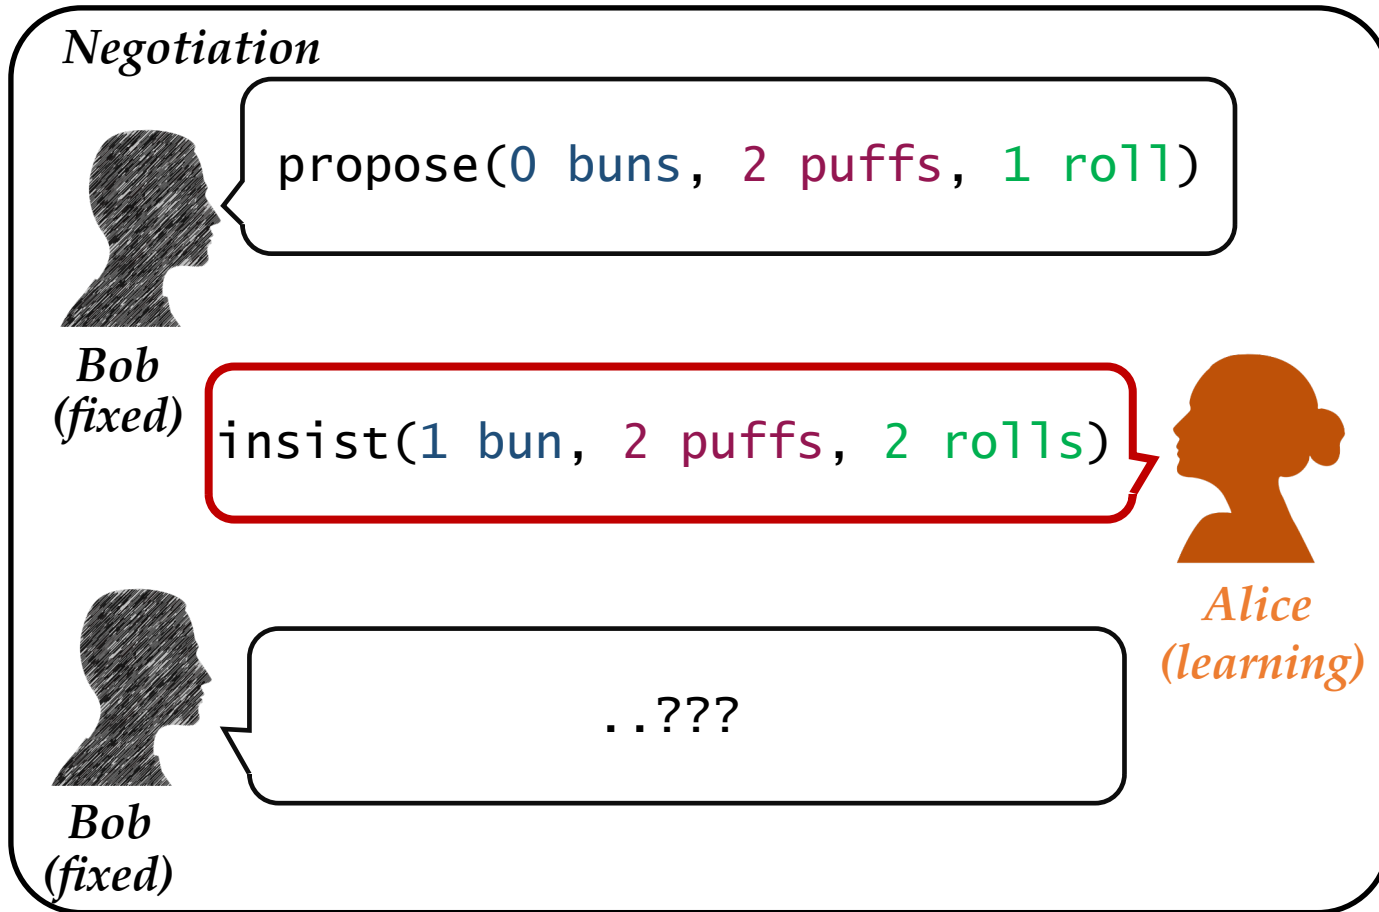 Negotiation
propose(0 buns, 2 puffs, 1 roll)
Bob
(fixed)
insist(1 bun, 2 puffs, 2 rolls)
Alice
(learning)
..???
Bob
(fixed)